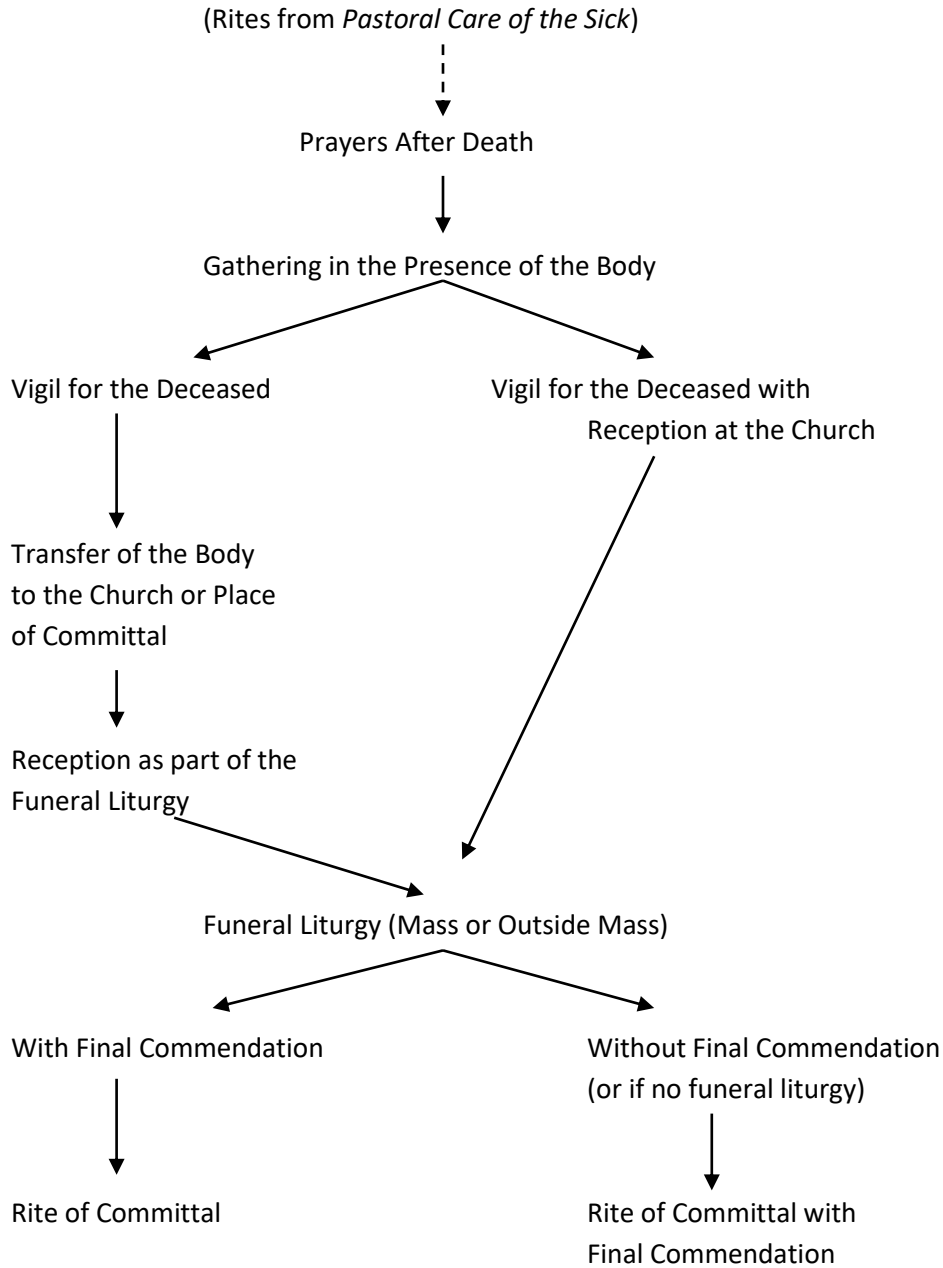 (Rites from Pastoral Care of the Sick)
Prayers After Death
Gathering in the Presence of the Body
Vigil for the Deceased
Vigil for the Deceased with
Reception at the Church
Transfer of the Body
to the Church or Place
of Committal
Reception as part of the
Funeral Liturgy
Funeral Liturgy (Mass or Outside Mass)
With Final Commendation
Without Final Commendation
(or if no funeral liturgy)
Rite of Committal
Rite of Committal with
Final Commendation